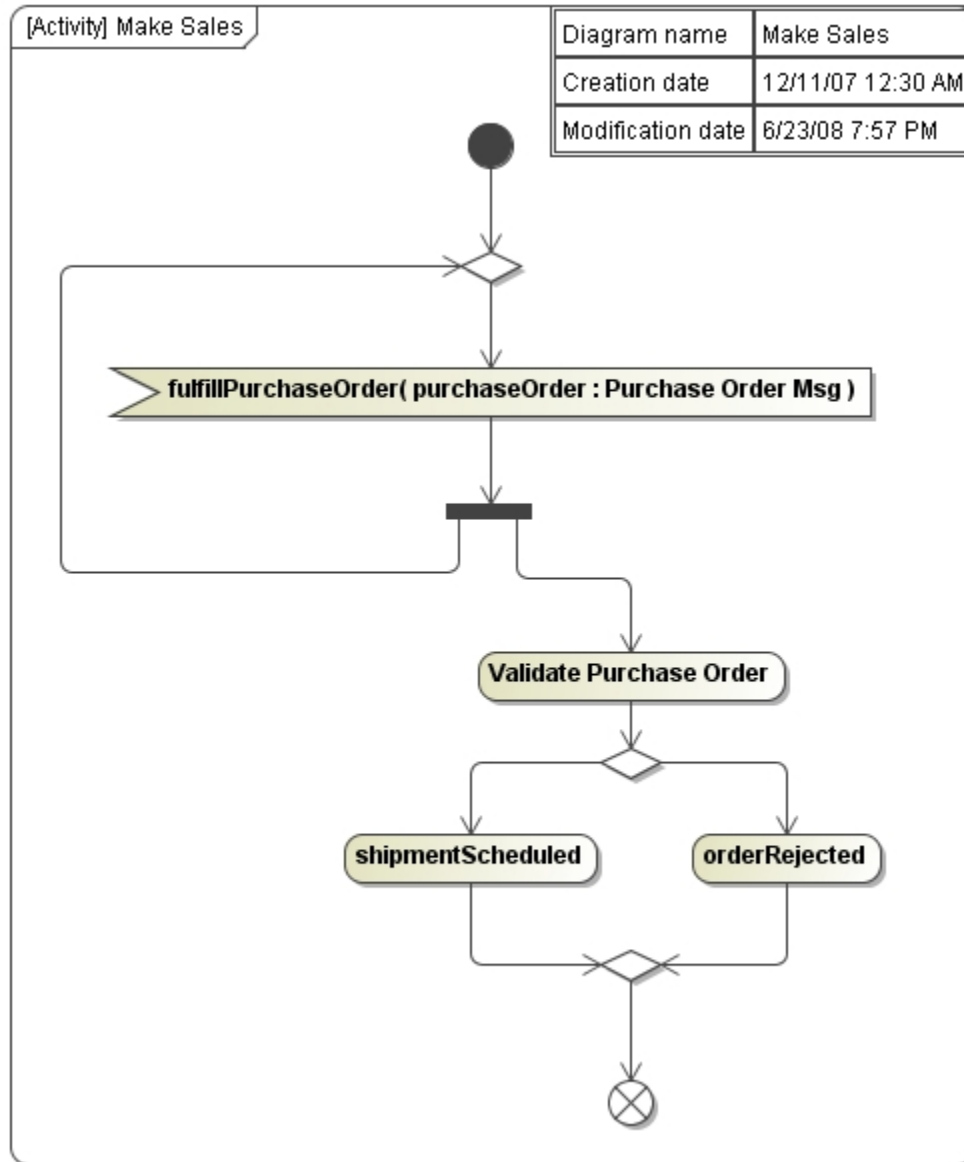 [Activity] Make Sales
Diagram name Make Sales
Creation date 12/11/07 12:30 AM
Modification date 6/23/08 7:57 PM
fulfillPurchaseOrder( purchaseOrder : Purchase Order Msg )
Validate Purchase Order
shipmentScheduled
orderRejected